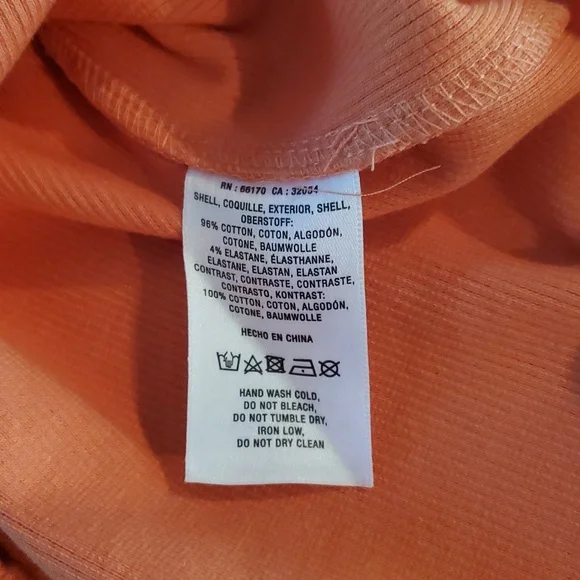 RN : 66170 CA : 32054
SHELL, COQUILLE, EXTERIOR, SHELL,
OBERSTOFF:
96% COTTON, COTON, ALGODÓN,
COTONE, BAUMWOLLE
4% ELASTANE, ÉLASTHANNE,
ELASTANE, ELASTAN, ELASTAN
CONTRAST, CONTRASTE, CONTRASTE,
CONTRASTO, KONTRAST:
100% COTTON, COTON, ALGODÓN,
COTONE, BAUMWOLLE
HECHO EN CHINA
HAND WASH COLD,
DO NOT BLEACH,
DO NOT TUMBLE DRY,
IRON LOW,
DO NOT DRY CLEAN